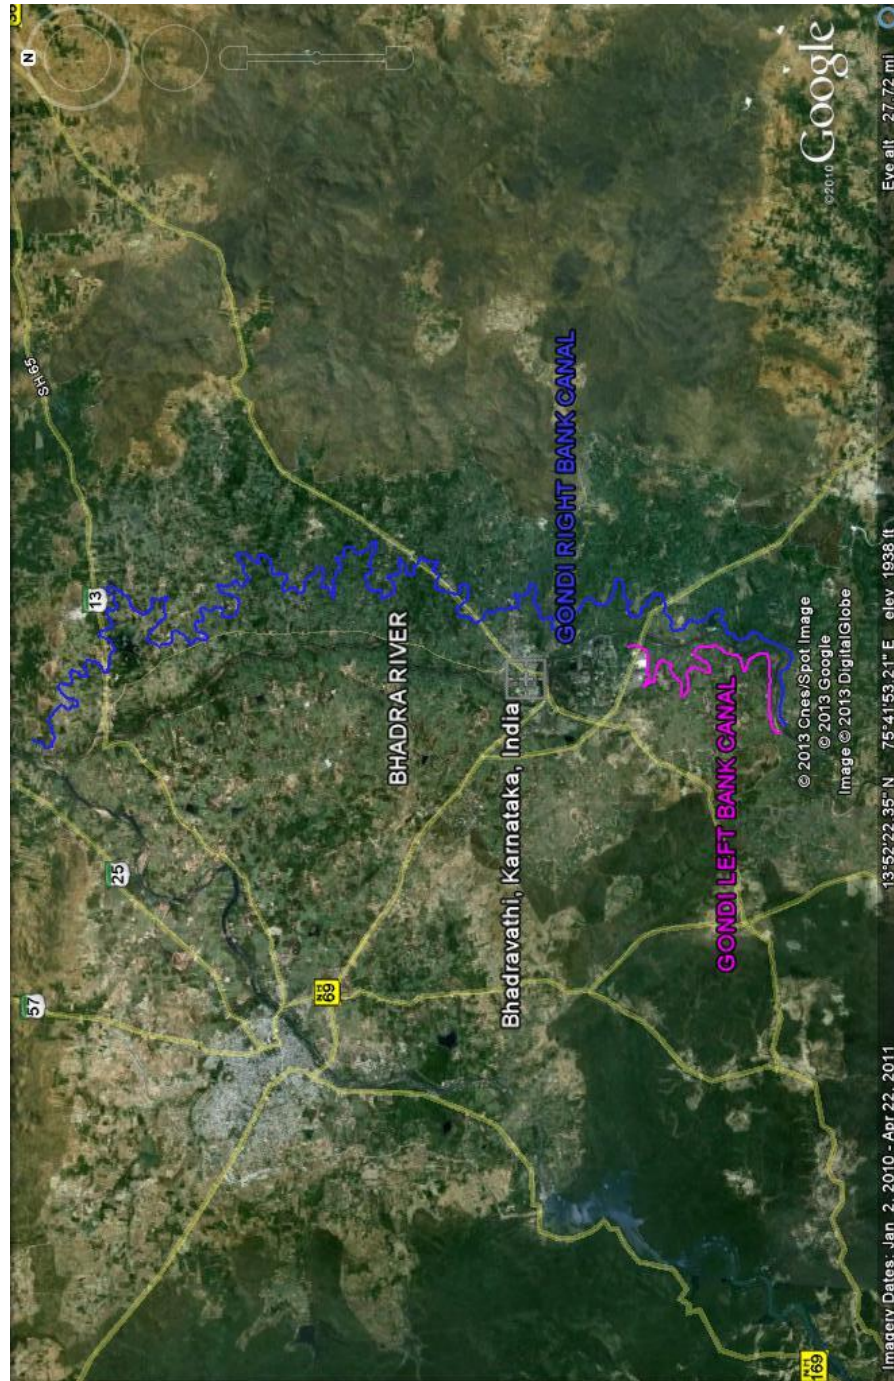 N
SH 65
13
25
57
NH
69
BHADRA RIVER
Bhadravathi, Karnataka, India
GONDI RIGHT BANK CANAL
GONDI LEFT BANK CANAL
NH
169
© 2013 Cnes/Spot Image
© 2013 Google
Image © 2013 DigitalGlobe
©2010 Google
Imagery Dates: Jan 2, 2010 - Apr 22, 2011
13°52'22.35" N 75°41'53.21" E elev 1938 ft
Eye alt 27.72 mi